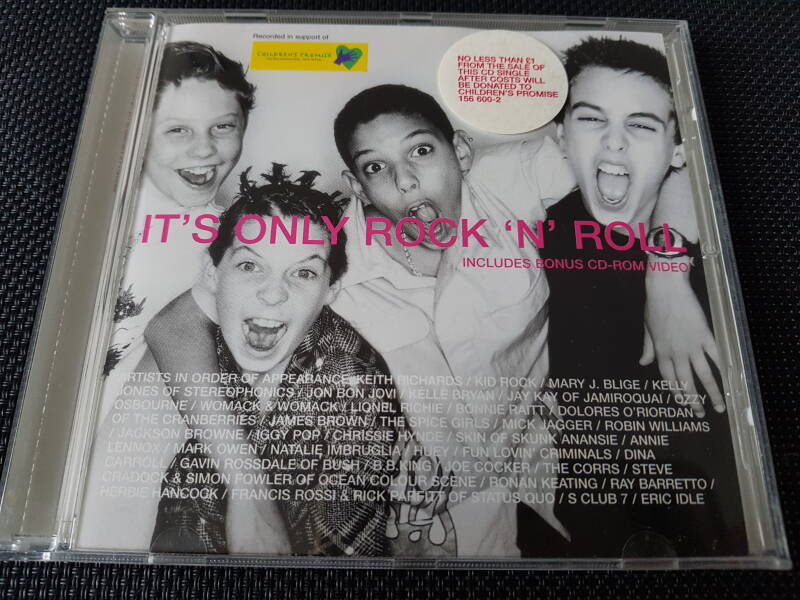 Recorded in support of
CHILDREN'S PROMISE
NO LESS THAN £1
FROM THE SALE OF
THIS CD SINGLE
AFTER COSTS WILL
BE DONATED TO
CHILDREN'S PROMISE
156 600-2
IT'S ONLY ROCK 'N' ROLL
INCLUDES BONUS CD-ROM VIDEO
ARTISTS IN ORDER OF APPEARANCE: KEITH RICHARDS / KID ROCK / MARY J. BLIGE / KELLY
JONES OF STEREOPHONICS / JON BON JOVI / KELLE BRYAN / JAY KAY OF JAMIROQUAI / OZZY
OSBOURNE / WOMACK & WOMACK / LIONEL RICHIE / BONNIE RAITT / DOLORES O'RIORDAN
OF THE CRANBERRIES / JAMES BROWN / THE SPICE GIRLS / MICK JAGGER / ROBIN WILLIAMS
/ JACKSON BROWNE / IGGY POP / CHRISSIE HYNDE / SKIN OF SKUNK ANANSIE / ANNIE
LENNOX / MARK OWEN / NATALIE IMBRUGLIA / HUEY / FUN LOVIN' CRIMINALS / DINA
CARROLL / GAVIN ROSSDALE OF BUSH / B.B.KING / JOE COCKER / THE CORRS / STEVE
CRADOCK & SIMON FOWLER OF OCEAN COLOUR SCENE / RONAN KEATING / RAY BARRETTO /
HERBIE HANCOCK / FRANCIS ROSSI & RICK PARFITT OF STATUS QUO / S CLUB 7 / ERIC IDLE